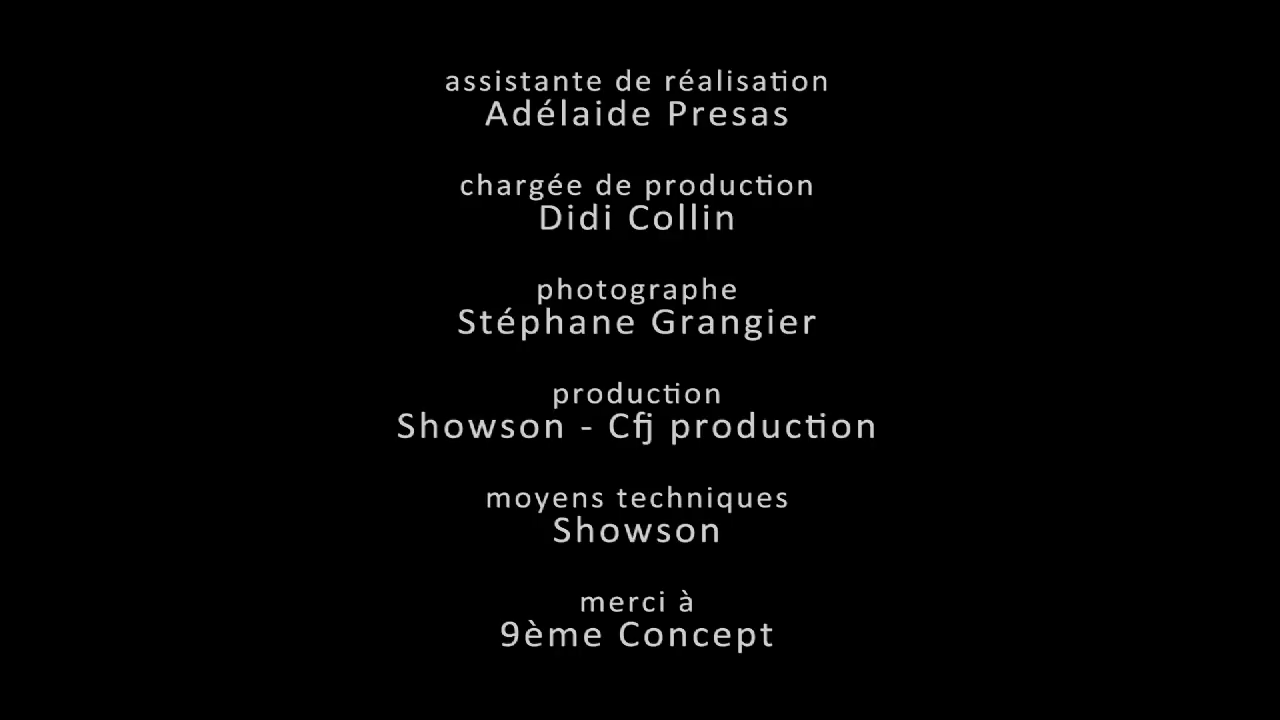 assistante de réalisation
Adélaide Presas
chargée de production
Didi Collin
photographe
Stéphane Grangier
production
Showson - Cfj production
moyens techniques
Showson
merci à
9ème Concept